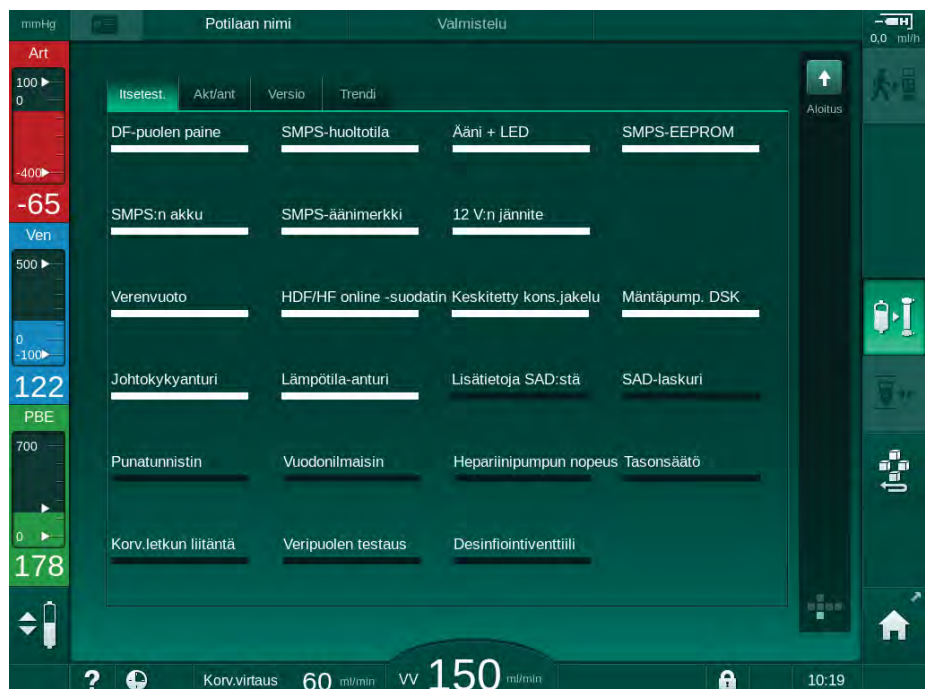 mmHg Potilaan nimi Valmistelu 0,0 ml/h
Art
100
0
-400
-65
Ven
500
0
-100
122
PBE
700
0
178
Itsetest. Akt/ant Versio Trendi
Aloitus
DF-puolen paine SMPS-huoltotila Ääni + LED SMPS-EEPROM
SMPS:n akku SMPS-äänimerkki 12 V:n jännite
Verenvuoto HDF/HF online -suodatin Keskitetty kons.jakelu Mäntäpump. DSK
Johtokykyanturi Lämpötila-anturi Lisätietoja SAD:stä SAD-laskuri
Punatunnistin Vuodonilmaisin Hepariinipumpun nopeus Tasonsäätö
Korv.letkun liitäntä Veripuolen testaus Desinfiointiventtiili
? Korv.virtaus 60 ml/min VV 150 ml/min 10:19